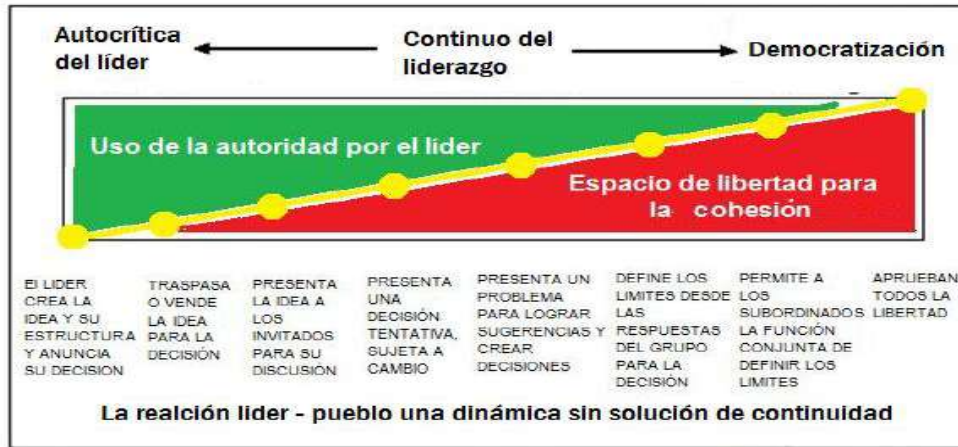 Autocrítica
del líder
Continuo del
liderazgo
Democratización
Uso de la autoridad por el líder
Espacio de libertad para
la cohesión
El LIDER
CREA LA
IDEA Y SU
ESTRUCTURA
Y ANUNCIA
SU DECISION
TRASPASA
O VENDE
LA IDEA
PARA LA
DECISIÓN
PRESENTA
LA IDEA A
LOS
INVITADOS
PARA SU
DISCUSIÓN
PRESENTA
UNA
DECISIÓN
TENTATIVA,
SUJETA A
CAMBIO
PRESENTA UN
PROBLEMA
PARA LOGRAR
SUGERENCIAS Y
CREAR
DECISIONES
DEFINE LOS
LIMITES DESDE
LAS
RESPUESTAS
DEL GRUPO
PARA LA
DECISIÓN
PERMITE A
LOS
SUBORDINADOS
LA FUNCIÓN
CONJUNTA DE
DEFINIR LOS
LIMITES
APRUEBAN
TODOS LA
LIBERTAD
La realción lider - pueblo una dinámica sin solución de continuidad